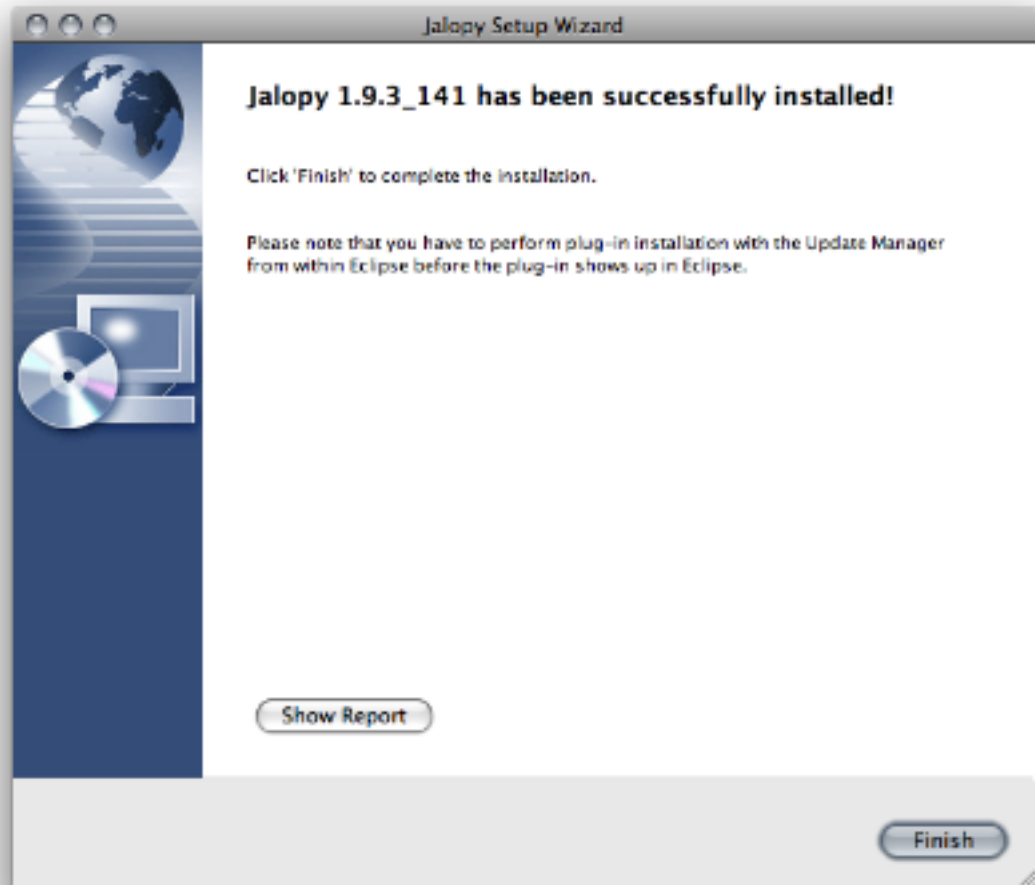 Jalopy Setup Wizard
Jalopy 1.9.3_141 has been successfully installed!
Click 'Finish' to complete the installation.
Please note that you have to perform plug-in installation with the Update Manager
from within Eclipse before the plug-in shows up in Eclipse.
Show Report
Finish